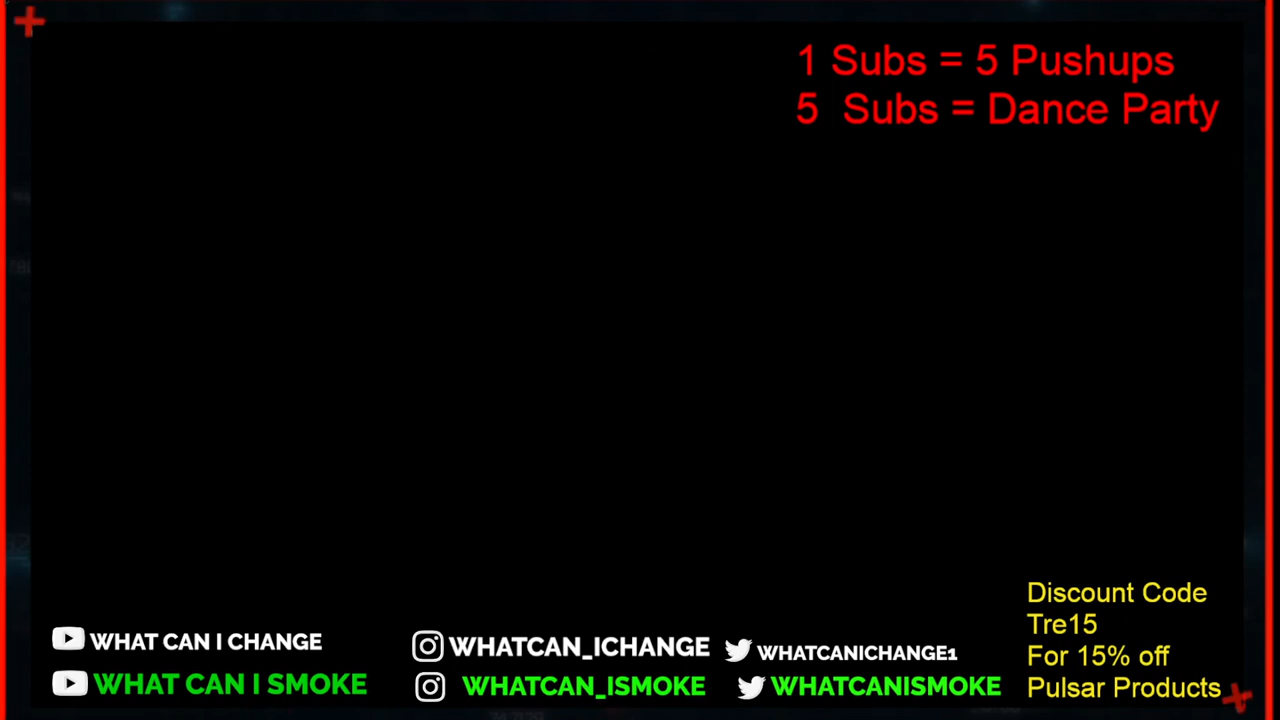 1 Subs = 5 Pushups
5 Subs = Dance Party
Discount Code
Tre15
For 15% off
Pulsar Products
WHAT CAN I CHANGE
WHATCAN_ICHANGE
WHATCANICHANGE1
WHAT CAN I SMOKE
WHATCAN_ISMOKE
WHATCANISMOKE